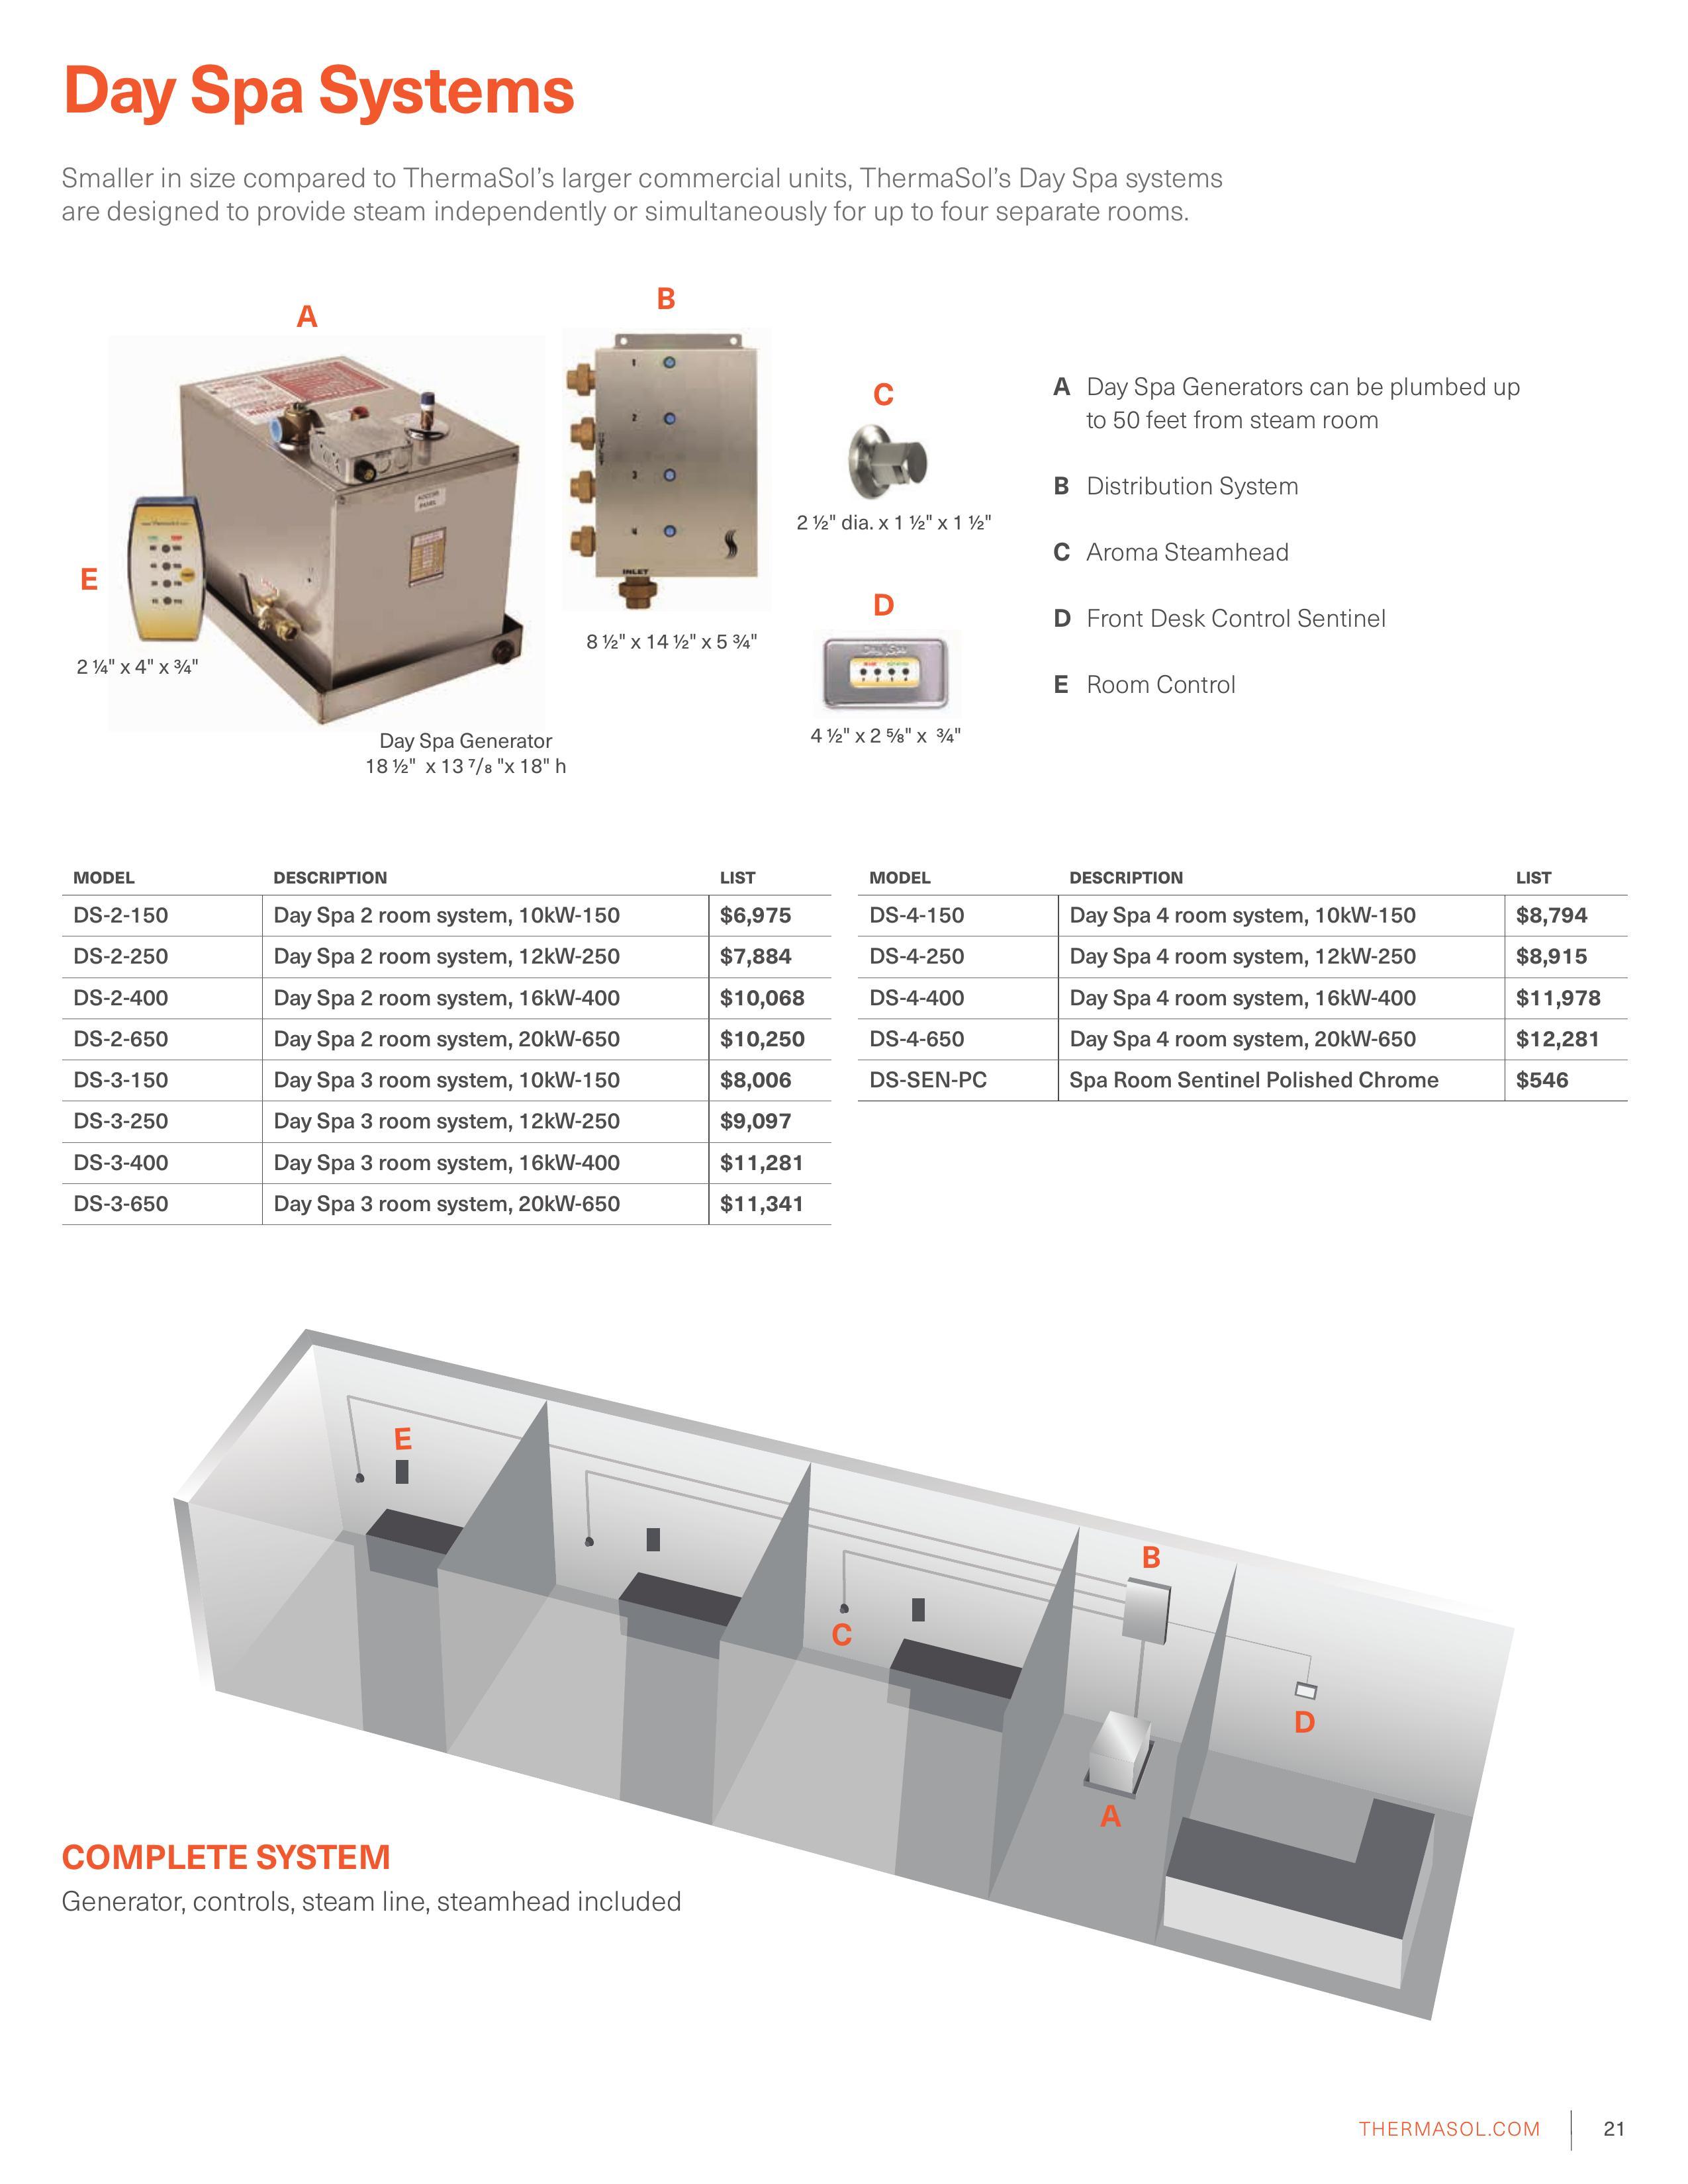 Day Spa Systems
Smaller in size compared to ThermaSol’s larger commercial units, ThermaSol’s Day Spa systems
are designed to provide steam independently or simultaneously for up to four separate rooms.
A
B
C
D
E
1
2
3
4
INLET
Day Spa
2 ½" dia. x 1 ½" x 1 ½"
8 ½" x 14 ½" x 5 ¾"
2 ¼" x 4" x ¾"
4 ½" x 2 ⅝" x ¾"
Day Spa Generator
18 ½" x 13 ⁷/₈ "x 18" h
A Day Spa Generators can be plumbed up
to 50 feet from steam room
B Distribution System
C Aroma Steamhead
D Front Desk Control Sentinel
E Room Control
MODEL DESCRIPTION LIST
DS-2-150 Day Spa 2 room system, 10kW-150 $6,975
DS-2-250 Day Spa 2 room system, 12kW-250 $7,884
DS-2-400 Day Spa 2 room system, 16kW-400 $10,068
DS-2-650 Day Spa 2 room system, 20kW-650 $10,250
DS-3-150 Day Spa 3 room system, 10kW-150 $8,006
DS-3-250 Day Spa 3 room system, 12kW-250 $9,097
DS-3-400 Day Spa 3 room system, 16kW-400 $11,281
DS-3-650 Day Spa 3 room system, 20kW-650 $11,341
MODEL DESCRIPTION LIST
DS-4-150 Day Spa 4 room system, 10kW-150 $8,794
DS-4-250 Day Spa 4 room system, 12kW-250 $8,915
DS-4-400 Day Spa 4 room system, 16kW-400 $11,978
DS-4-650 Day Spa 4 room system, 20kW-650 $12,281
DS-SEN-PC Spa Room Sentinel Polished Chrome $546
E
B
C
D
A
COMPLETE SYSTEM
Generator, controls, steam line, steamhead included
THERMASOL.COM 21